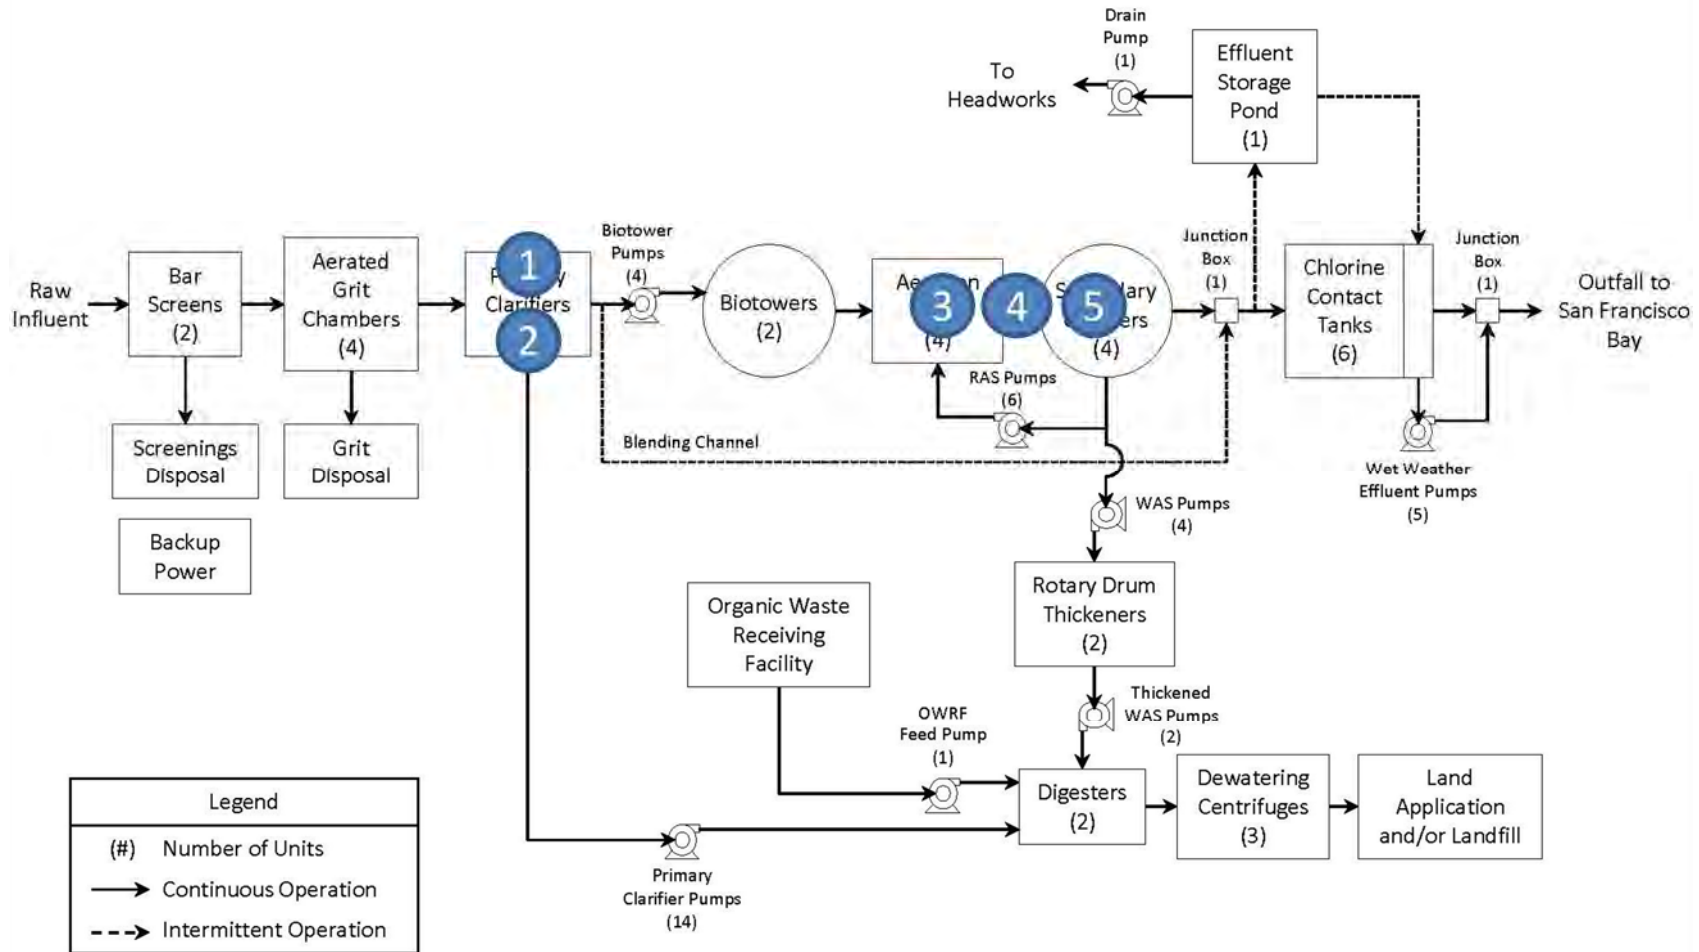 Drain
Pump
(1)
To
Headworks
Effluent
Storage
Pond
(1)
Raw
Influent
Bar
Screens
(2)
Aerated
Grit
Chambers
(4)
1
Clarifiers
2
Biotower
Pumps
(4)
Biotowers
(2)
3
(4)
4
5
(4)
RAS Pumps
(6)
Junction
Box
(1)
Chlorine
Contact
Tanks
(6)
Junction
Box
(1)
Outfall to
San Francisco
Bay
Screenings
Disposal
Grit
Disposal
Blending Channel
Wet Weather
Effluent Pumps
(5)
Backup
Power
WAS Pumps
(4)
Rotary Drum
Thickeners
(2)
Organic Waste
Receiving
Facility
Thickened
WAS Pumps
(2)
OWRF
Feed Pump
(1)
Digesters
(2)
Dewatering
Centrifuges
(3)
Land
Application
and/or Landfill
Primary
Clarifier Pumps
(14)
Legend
(#) Number of Units
Continuous Operation
Intermittent Operation